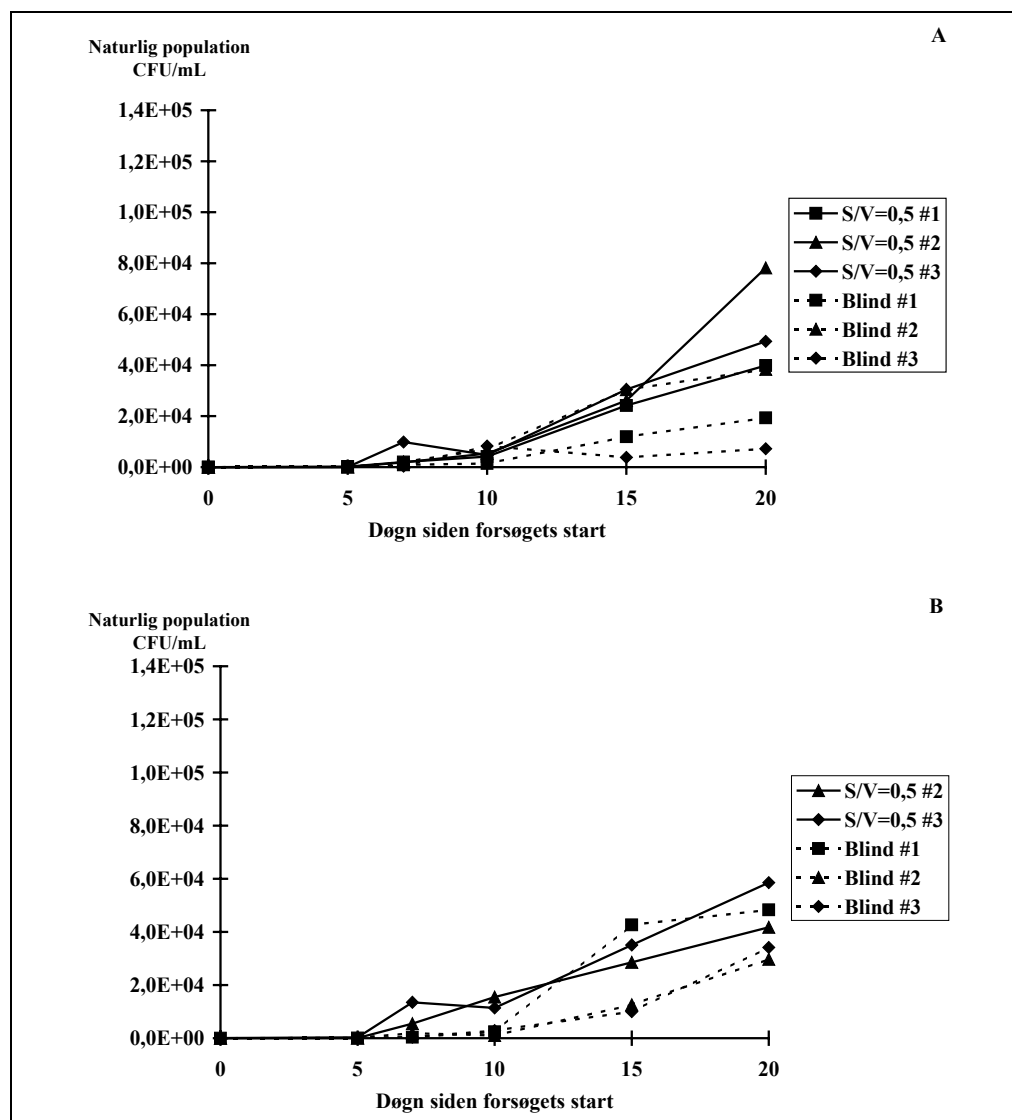 A
Naturlig population
CFU/mL
1,4E+05
1,2E+05
1,0E+05
8,0E+04
6,0E+04
4,0E+04
2,0E+04
0,0E+00
0 5 10 15 20
Døgn siden forsøgets start
S/V=0,5 #1
S/V=0,5 #2
S/V=0,5 #3
Blind #1
Blind #2
Blind #3
B
Naturlig population
CFU/mL
1,4E+05
1,2E+05
1,0E+05
8,0E+04
6,0E+04
4,0E+04
2,0E+04
0,0E+00
0 5 10 15 20
Døgn siden forsøgets start
S/V=0,5 #2
S/V=0,5 #3
Blind #1
Blind #2
Blind #3